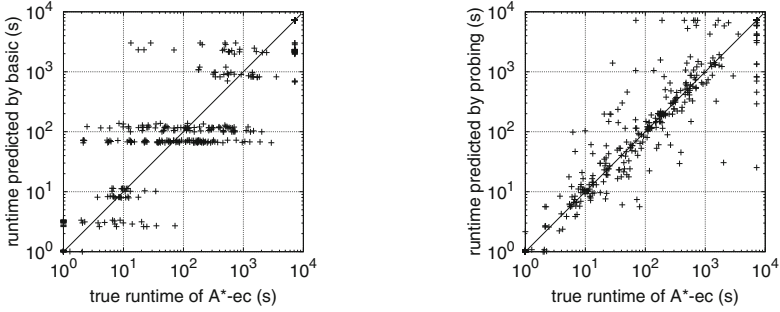 runtime predicted by basic (s)
10^4
10^3
10^2
10^1
10^0
10^0 10^1 10^2 10^3 10^4
true runtime of A*-ec (s)
runtime predicted by probing (s)
10^4
10^3
10^2
10^1
10^0
10^0 10^1 10^2 10^3 10^4
true runtime of A*-ec (s)